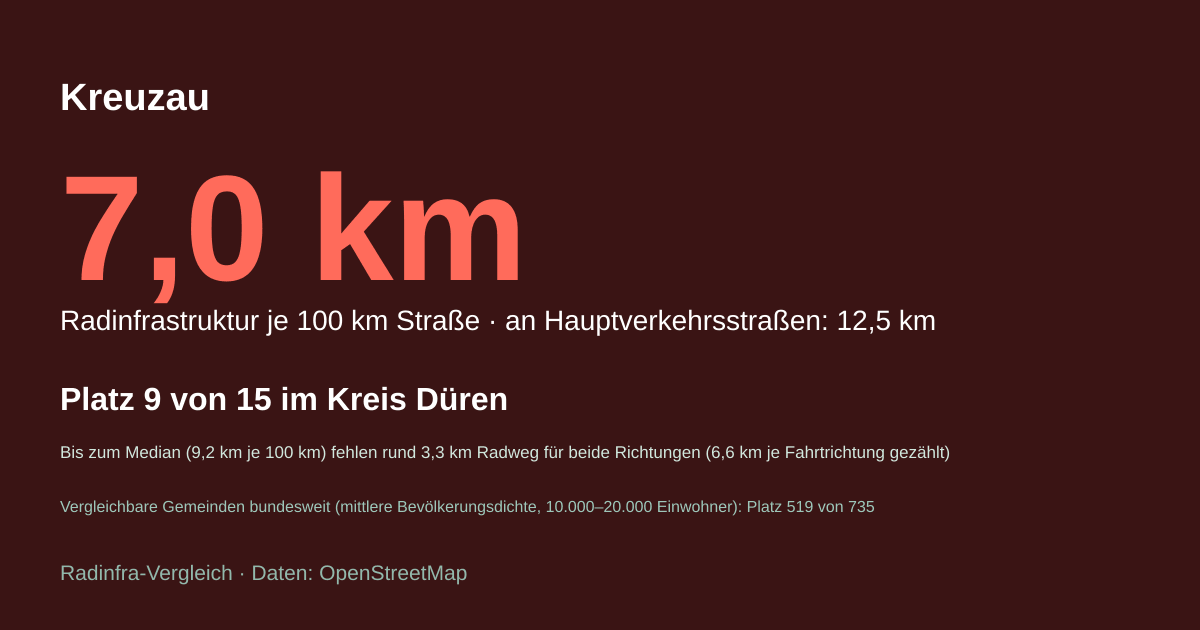 Kreuzau
7,0 km
Radinfrastruktur je 100 km Straße · an Hauptverkehrsstraßen: 12,5 km
Platz 9 von 15 im Kreis Düren
Bis zum Median (9,2 km je 100 km) fehlen rund 3,3 km Radweg für beide Richtungen (6,6 km je Fahrtrichtung gezählt)
Vergleichbare Gemeinden bundesweit (mittlere Bevölkerungsdichte, 10.000–20.000 Einwohner): Platz 519 von 735
Radinfra-Vergleich · Daten: OpenStreetMap